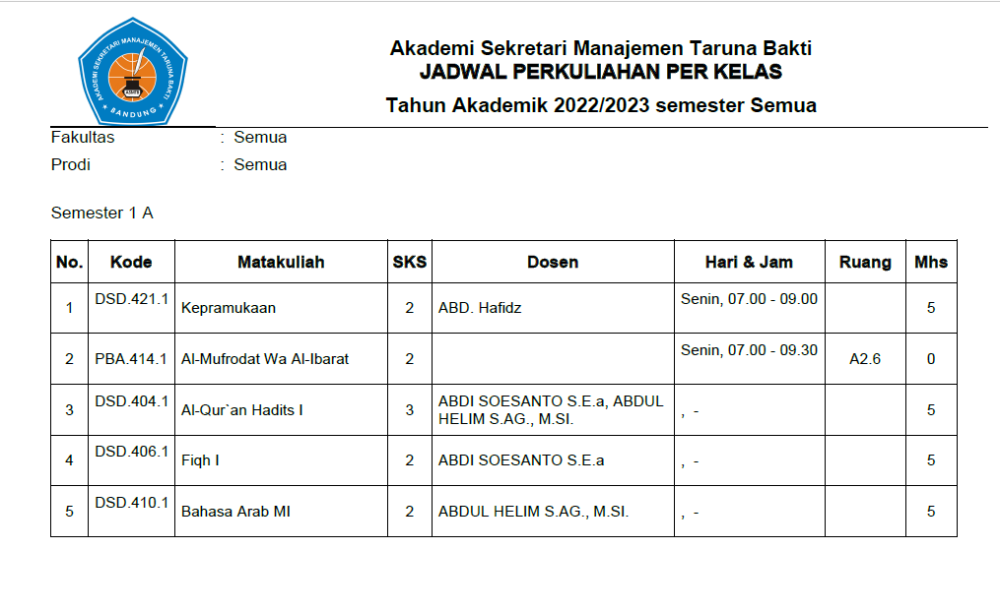 AKADEMI SEKRETARI MANAJEMEN TARUNA BAKTI
ASMTB
★ BANDUNG ★
Akademi Sekretari Manajemen Taruna Bakti
JADWAL PERKULIAHAN PER KELAS
Tahun Akademik 2022/2023 semester Semua
Fakultas : Semua
Prodi : Semua
Semester 1 A
No. Kode Matakuliah SKS Dosen Hari & Jam Ruang Mhs
1 DSD.421.1 Kepramukaan 2 ABD. Hafidz Senin, 07.00 - 09.00 5
2 PBA.414.1 Al-Mufrodat Wa Al-Ibarat 2 Senin, 07.00 - 09.30 A2.6 0
3 DSD.404.1 Al-Qur`an Hadits I 3 ABDI SOESANTO S.E.a, ABDUL
HELIM S.AG., M.SI. , - 5
4 DSD.406.1 Fiqh I 2 ABDI SOESANTO S.E.a , - 5
5 DSD.410.1 Bahasa Arab MI 2 ABDUL HELIM S.AG., M.SI. , - 5